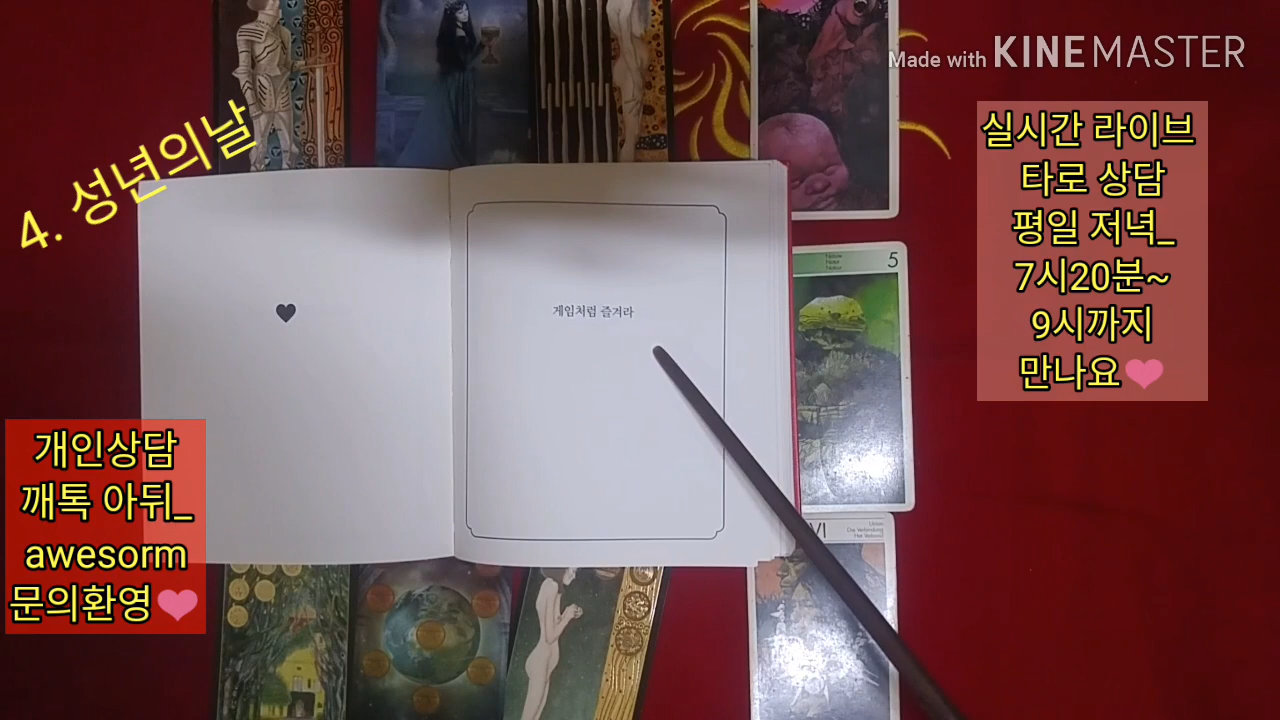 Made with KINEMASTER
4. 성년의날
실시간 라이브
타로 상담
평일 저녁_
7시20분~
9시까지
만나요❤
♥
게임처럼 즐겨라
5
VI
개인상담
깨톡 아뒤_
awesorm
문의환영❤